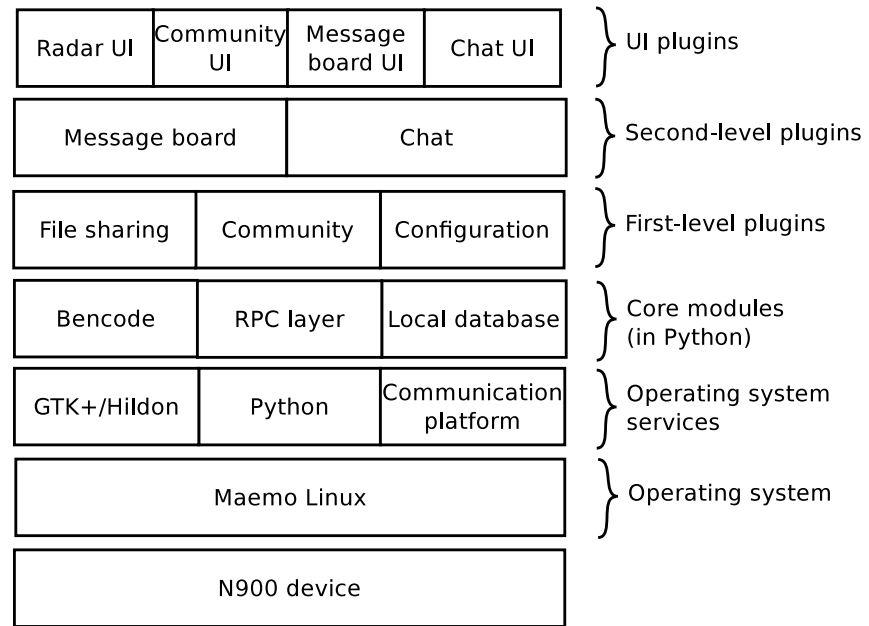 Radar UI
Community
UI
Message
board UI
Chat UI
UI plugins
Message board
Chat
Second-level plugins
File sharing
Community
Configuration
First-level plugins
Bencode
RPC layer
Local database
Core modules
(in Python)
GTK+/Hildon
Python
Communication
platform
Operating system
services
Maemo Linux
Operating system
N900 device